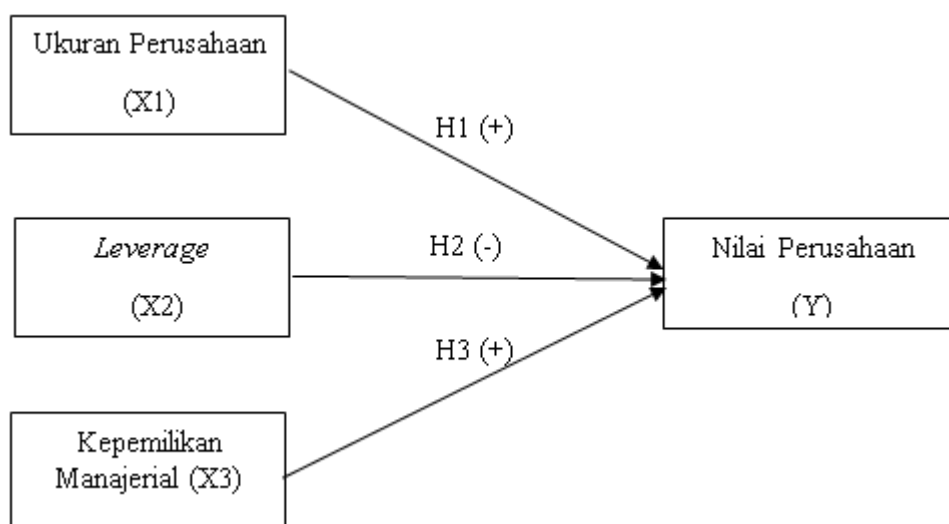 Ukuran Perusahaan
(X1)
H1 (+)
Leverage
(X2)
H2 (-)
Nilai Perusahaan
(Y)
H3 (+)
Kepemilikan
Manajerial (X3)